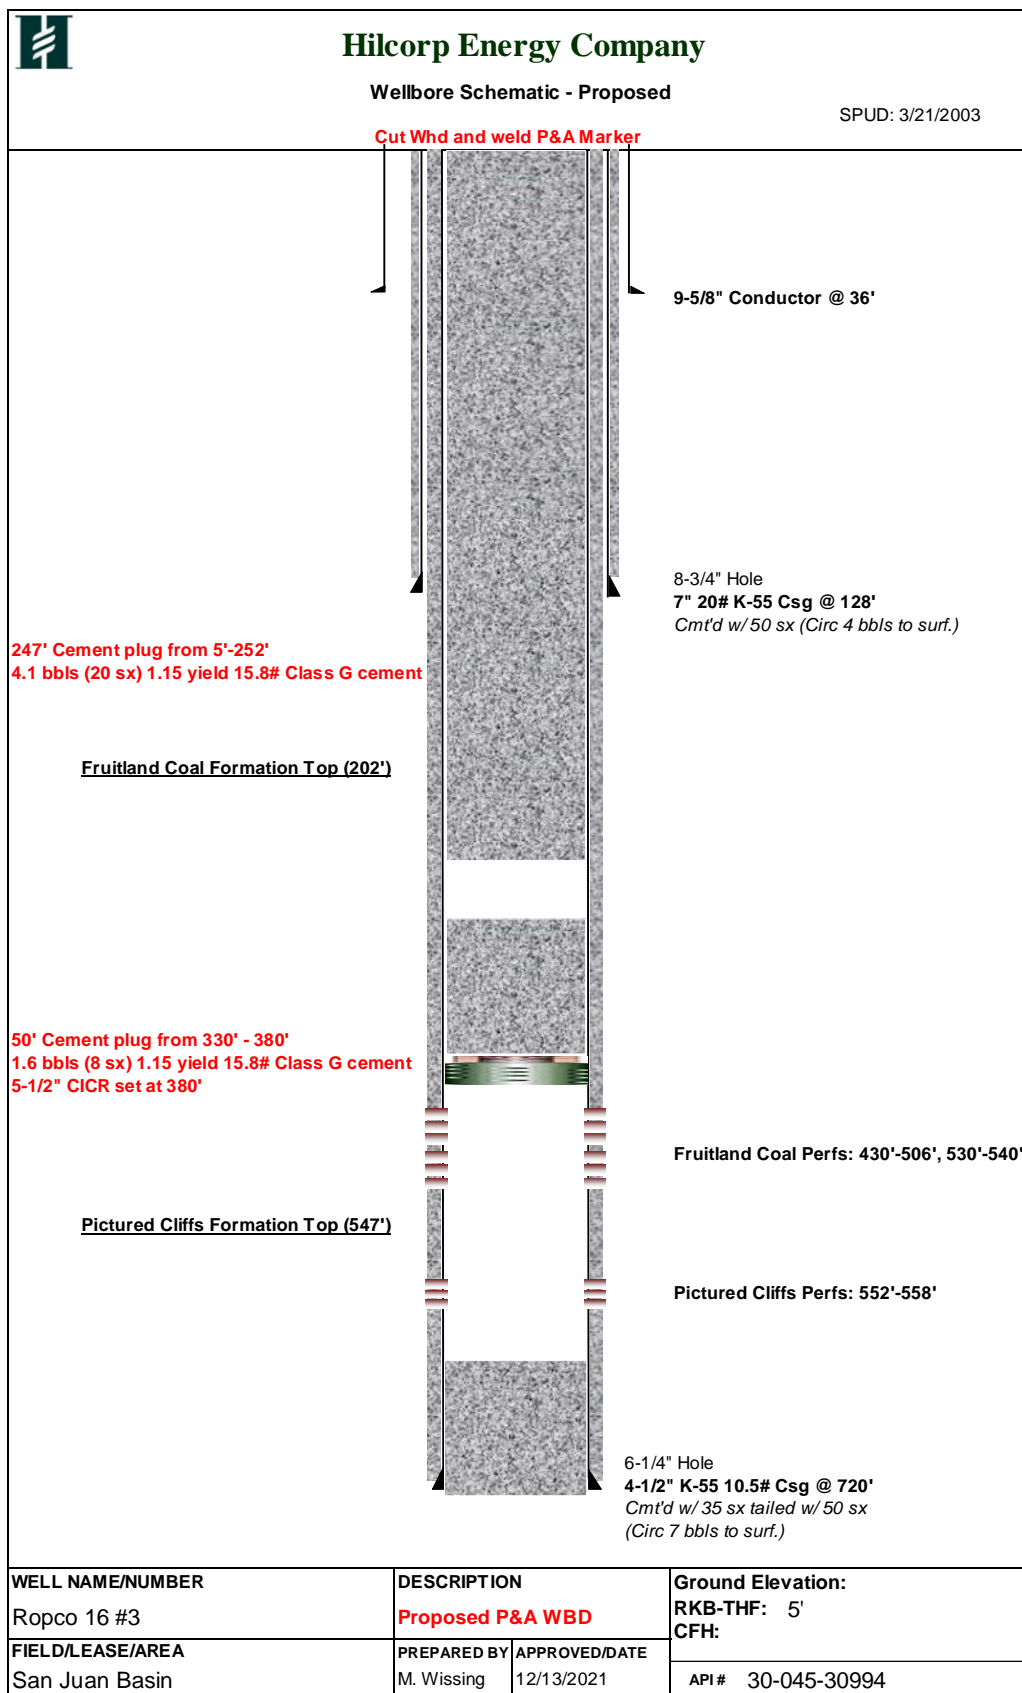 Hilcorp Energy Company
Wellbore Schematic - Proposed
SPUD: 3/21/2003
Cut Whd and weld P&A Marker
9-5/8" Conductor @ 36'
8-3/4" Hole
7" 20# K-55 Csg @ 128'
Cmt'd w/ 50 sx (Circ 4 bbls to surf.)
247' Cement plug from 5'-252'
4.1 bbls (20 sx) 1.15 yield 15.8# Class G cement
Fruitland Coal Formation Top (202')
50' Cement plug from 330' - 380'
1.6 bbls (8 sx) 1.15 yield 15.8# Class G cement
5-1/2" CICR set at 380'
Fruitland Coal Perfs: 430'-506', 530'-540'
Pictured Cliffs Formation Top (547')
Pictured Cliffs Perfs: 552'-558'
6-1/4" Hole
4-1/2" K-55 10.5# Csg @ 720'
Cmt'd w/ 35 sx tailed w/ 50 sx
(Circ 7 bbls to surf.)
WELL NAME/NUMBER
Ropco 16 #3
DESCRIPTION
Proposed P&A WBD
Ground Elevation:
RKB-THF: 5'
CFH:
FIELD/LEASE/AREA
San Juan Basin
PREPARED BY
M. Wissing
APPROVED/DATE
12/13/2021
API # 30-045-30994